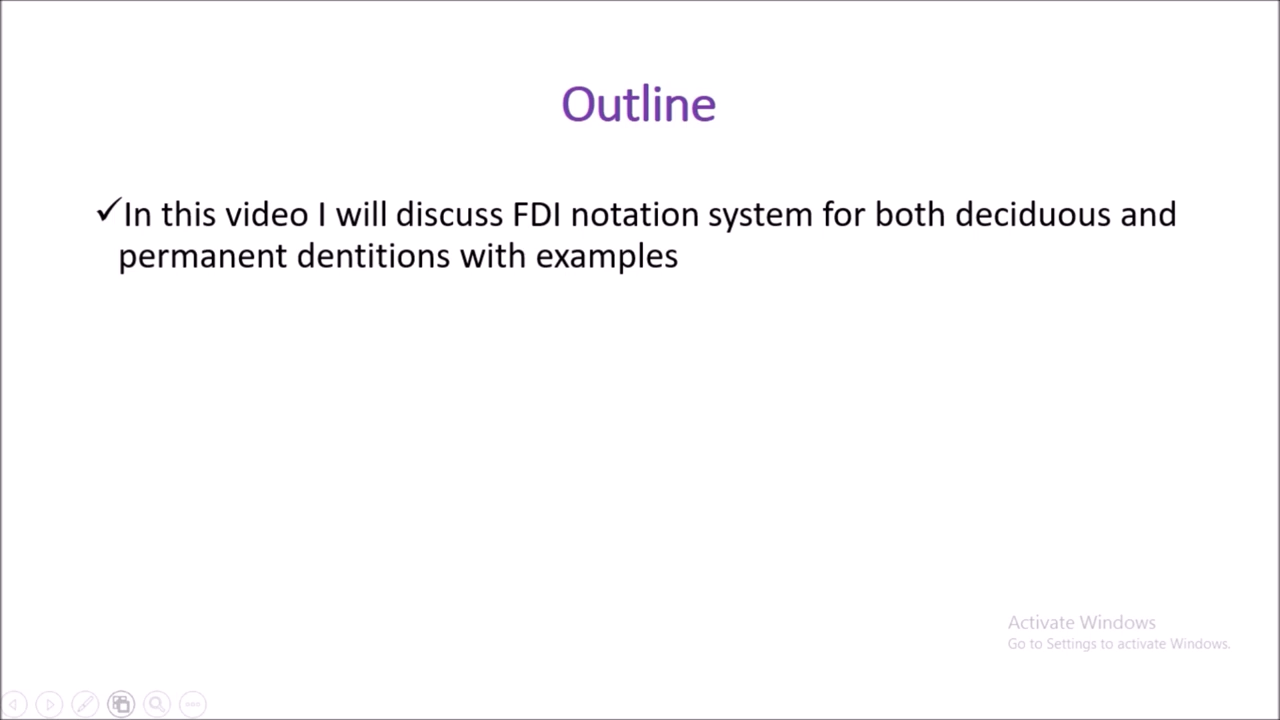 Outline
✓In this video I will discuss FDI notation system for both deciduous and
permanent dentitions with examples
Activate Windows
Go to Settings to activate Windows.